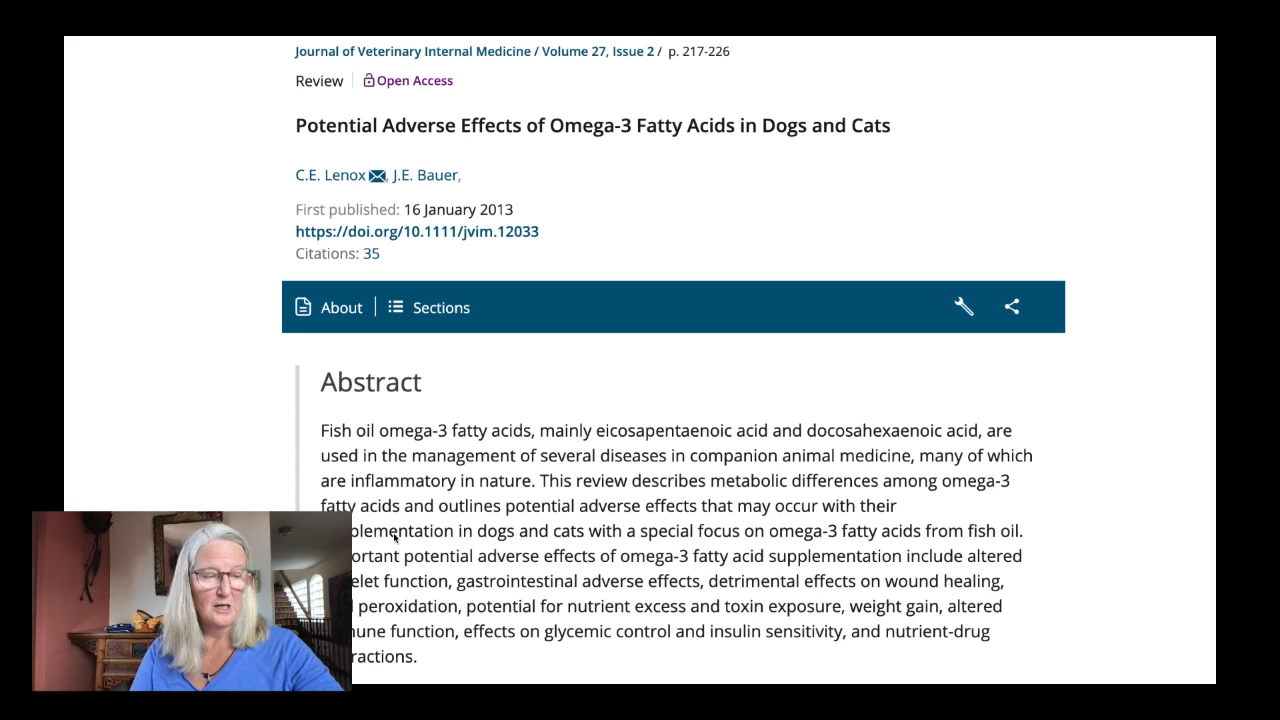 Journal of Veterinary Internal Medicine / Volume 27, Issue 2 / p. 217-226
Review Open Access
Potential Adverse Effects of Omega-3 Fatty Acids in Dogs and Cats
C.E. Lenox , J.E. Bauer,
First published: 16 January 2013
https://doi.org/10.1111/jvim.12033
Citations: 35
About Sections
Abstract
Fish oil omega-3 fatty acids, mainly eicosapentaenoic acid and docosahexaenoic acid, are
used in the management of several diseases in companion animal medicine, many of which
are inflammatory in nature. This review describes metabolic differences among omega-3
fatty acids and outlines potential adverse effects that may occur with their
plementation in dogs and cats with a special focus on omega-3 fatty acids from fish oil.
ortant potential adverse effects of omega-3 fatty acid supplementation include altered
elet function, gastrointestinal adverse effects, detrimental effects on wound healing,
peroxidation, potential for nutrient excess and toxin exposure, weight gain, altered
une function, effects on glycemic control and insulin sensitivity, and nutrient-drug
ractions.